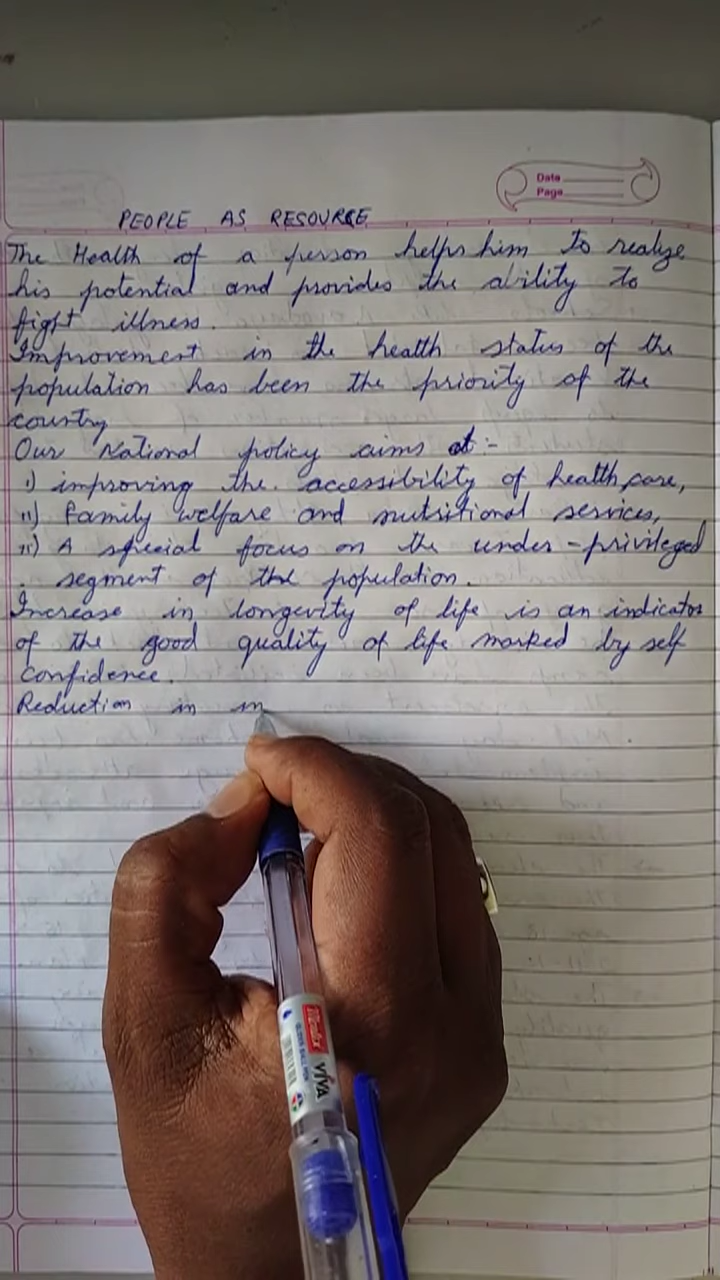 Date
Page
PEOPLE AS RESOURCE
The Health of a person helps him to realize
his potential and provides the ability to
fight illness.
Improvement in the health status of the
population has been the priority of the
country
Our National policy aims at :-
i) improving the accessibility of health care,
ii) Family welfare and nutritional services,
iii) A special focus on the under-privileged
segment of the population.
Increase in longevity of life is an indicator
of the good quality of life marked by self
confidence.
Reduction in in
VIVA